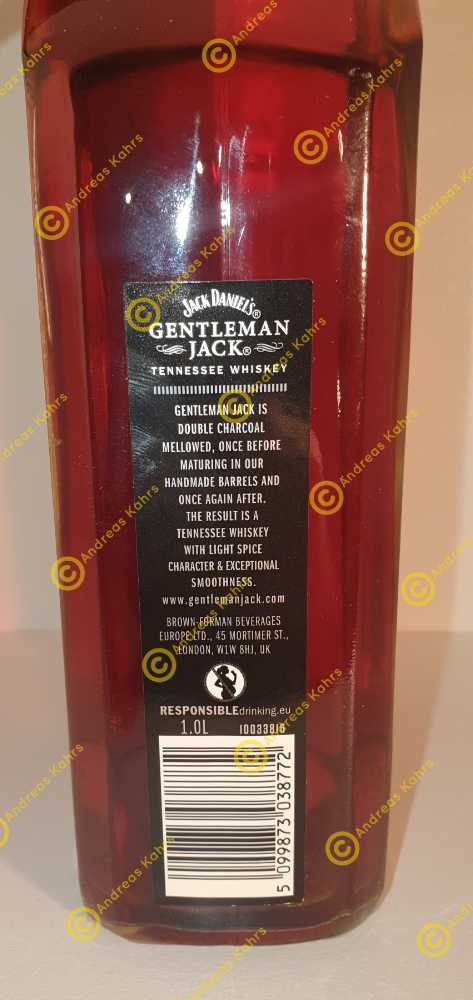 JACK DANIEL'S®
GENTLEMAN
JACK®
TENNESSEE WHISKEY
GENTLEMAN JACK IS
DOUBLE CHARCOAL
MELLOWED, ONCE BEFORE
MATURING IN OUR
HANDMADE BARRELS AND
ONCE AGAIN AFTER.
THE RESULT IS A
TENNESSEE WHISKEY
WITH LIGHT SPICE
CHARACTER & EXCEPTIONAL
SMOOTHNESS.
www.gentlemanjack.com
BROWN-FORMAN BEVERAGES
EUROPE LTD., 45 MORTIMER ST.,
LONDON, W1W 8HJ, UK
RESPONSIBLEdrinking.eu
1.0L
5 099873 038772
© Andreas Kahrs